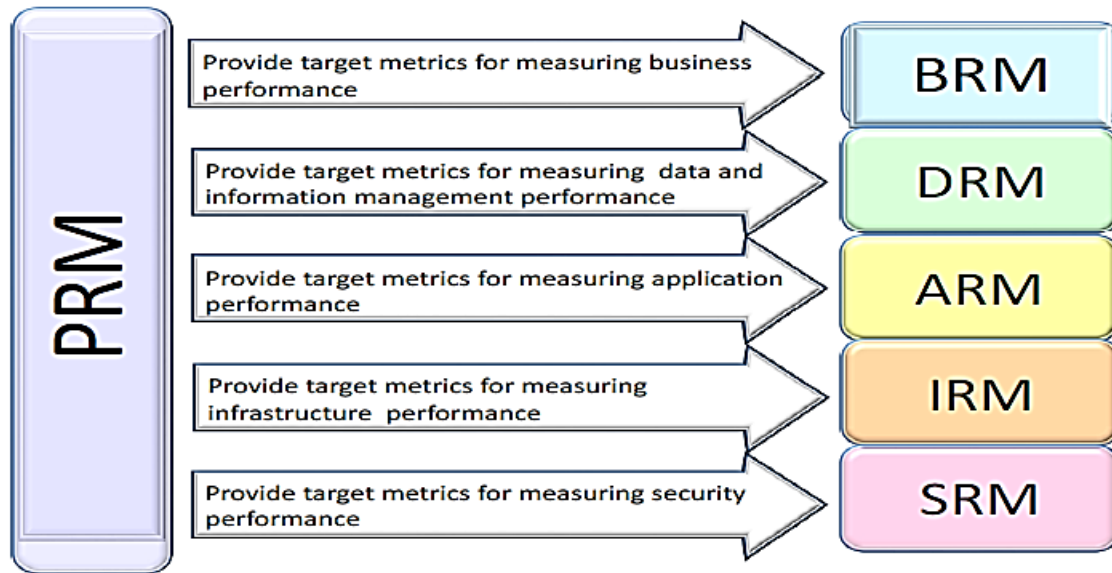 PRM
Provide target metrics for measuring business
performance
BRM
Provide target metrics for measuring data and
information management performance
DRM
Provide target metrics for measuring application
performance
ARM
Provide target metrics for measuring
infrastructure performance
IRM
Provide target metrics for measuring security
performance
SRM